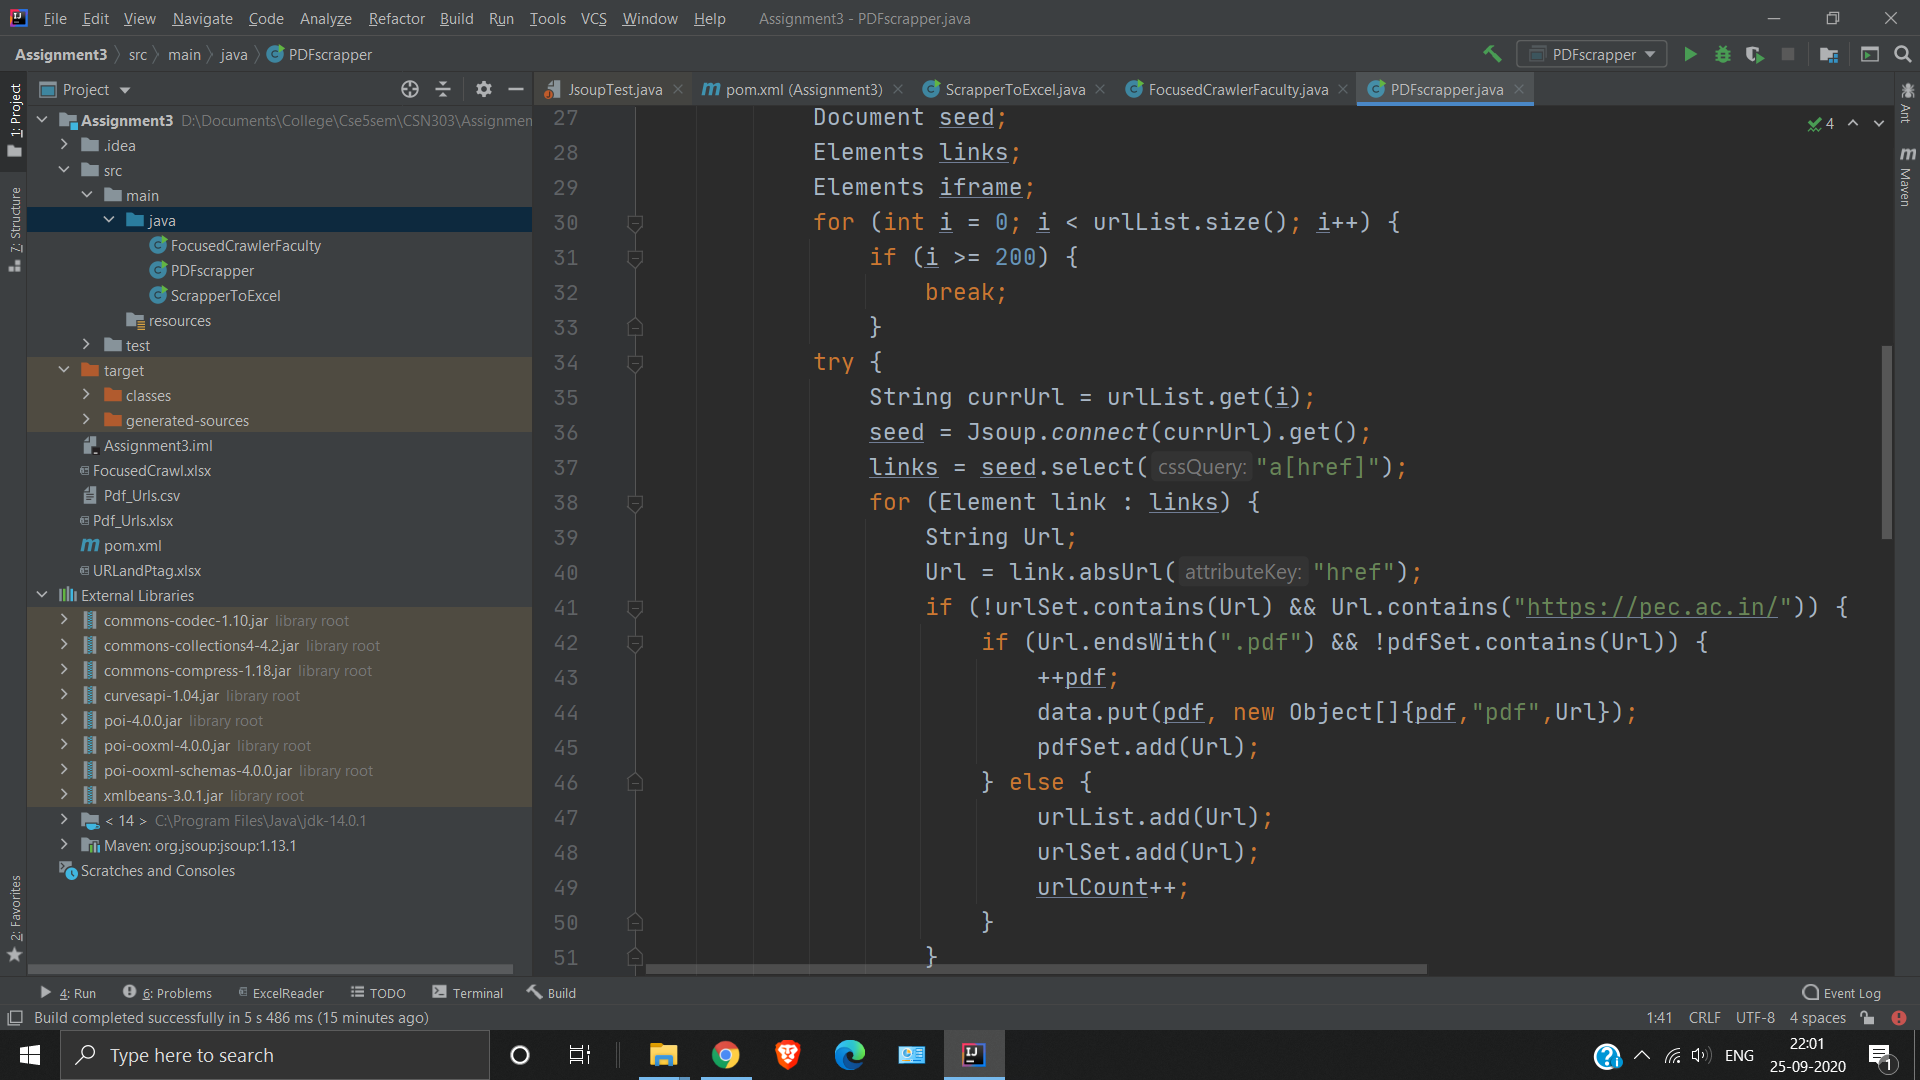 File Edit View Navigate Code Analyze Refactor Build Run Tools VCS Window Help Assignment3 - PDFscrapper.java
Assignment3 src main java PDFscrapper
PDFscrapper
Project
JsoupTest.java pom.xml (Assignment3) ScrapperToExcel.java FocusedCrawlerFaculty.java PDFscrapper.java
1: Project
7: Structure
2: Favorites
Assignment3 D:\Documents\College\Cse5sem\CSN303\Assignmen
.idea
src
main
java
FocusedCrawlerFaculty
PDFscrapper
ScrapperToExcel
resources
test
target
classes
generated-sources
Assignment3.iml
FocusedCrawl.xlsx
Pdf_Urls.csv
Pdf_Urls.xlsx
pom.xml
URLandPtag.xlsx
External Libraries
commons-codec-1.10.jar library root
commons-collections4-4.2.jar library root
commons-compress-1.18.jar library root
curvesapi-1.04.jar library root
poi-4.0.0.jar library root
poi-ooxml-4.0.0.jar library root
poi-ooxml-schemas-4.0.0.jar library root
xmlbeans-3.0.1.jar library root
< 14 > C:\Program Files\Java\jdk-14.0.1
Maven: org.jsoup:jsoup:1.13.1
Scratches and Consoles
27 Document seed;
28 Elements links;
29 Elements iframe;
30 for (int i = 0; i < urlList.size(); i++) {
31 if (i >= 200) {
32 break;
33 }
34 try {
35 String currUrl = urlList.get(i);
36 seed = Jsoup.connect(currUrl).get();
37 links = seed.select( cssQuery: "a[href]");
38 for (Element link : links) {
39 String Url;
40 Url = link.absUrl( attributeKey: "href");
41 if (!urlSet.contains(Url) && Url.contains("https://pec.ac.in/")) {
42 if (Url.endsWith(".pdf") && !pdfSet.contains(Url)) {
43 ++pdf;
44 data.put(pdf, new Object[]{pdf,"pdf",Url});
45 pdfSet.add(Url);
46 } else {
47 urlList.add(Url);
48 urlSet.add(Url);
49 urlCount++;
50 }
51 }
4
Ant
m
Maven
4: Run 6: Problems ExcelReader TODO Terminal Build Event Log
Build completed successfully in 5 s 486 ms (15 minutes ago) 1:41 CRLF UTF-8 4 spaces
Type here to search
ENG
22:01
25-09-2020
1